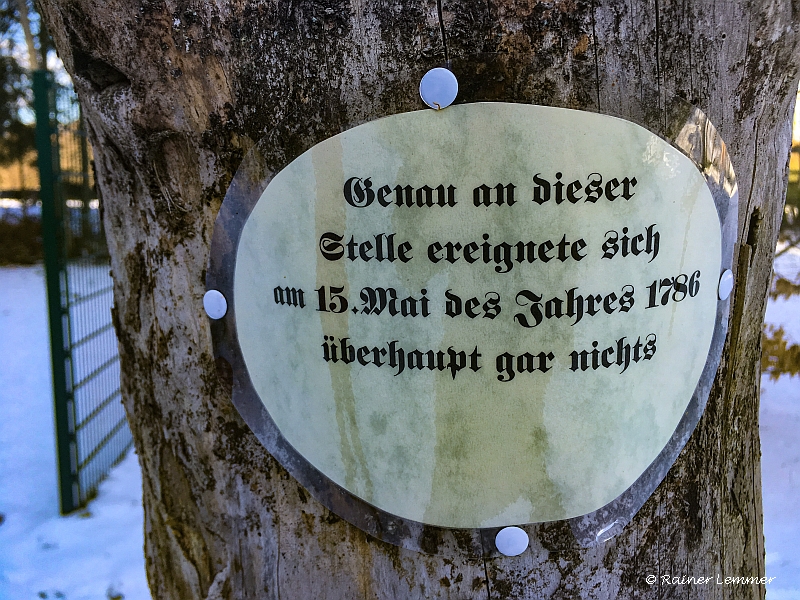 Genau an dieser
Stelle ereignete sich
am 15.Mai des Jahres 1786
überhaupt gar nichts
© Rainer Lemmer